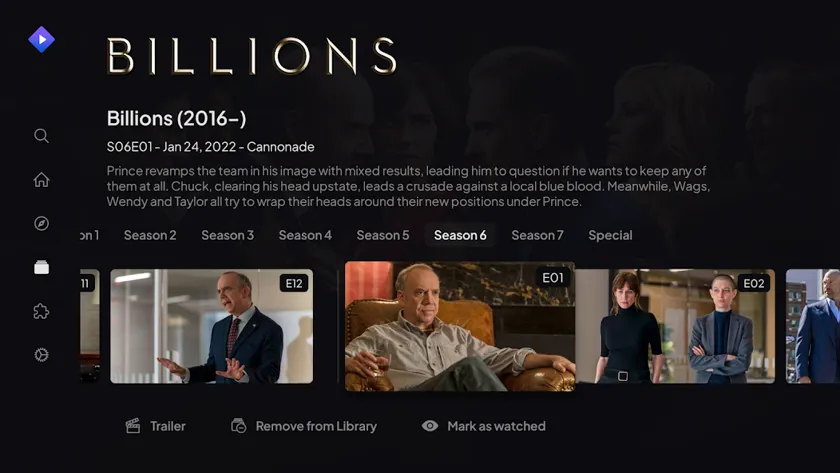 BILLIONS
Billions (2016–)
S06E01 - Jan 24, 2022 - Cannonade
Prince revamps the team in his image with mixed results, leading him to question if he wants to keep any of
them at all. Chuck, clearing his head upstate, leads a crusade against a local blue blood. Meanwhile, Wags,
Wendy and Taylor all try to wrap their heads around their new positions under Prince.
on 1 Season 2 Season 3 Season 4 Season 5 Season 6 Season 7 Special
11 E12 E01 E02
Trailer Remove from Library Mark as watched